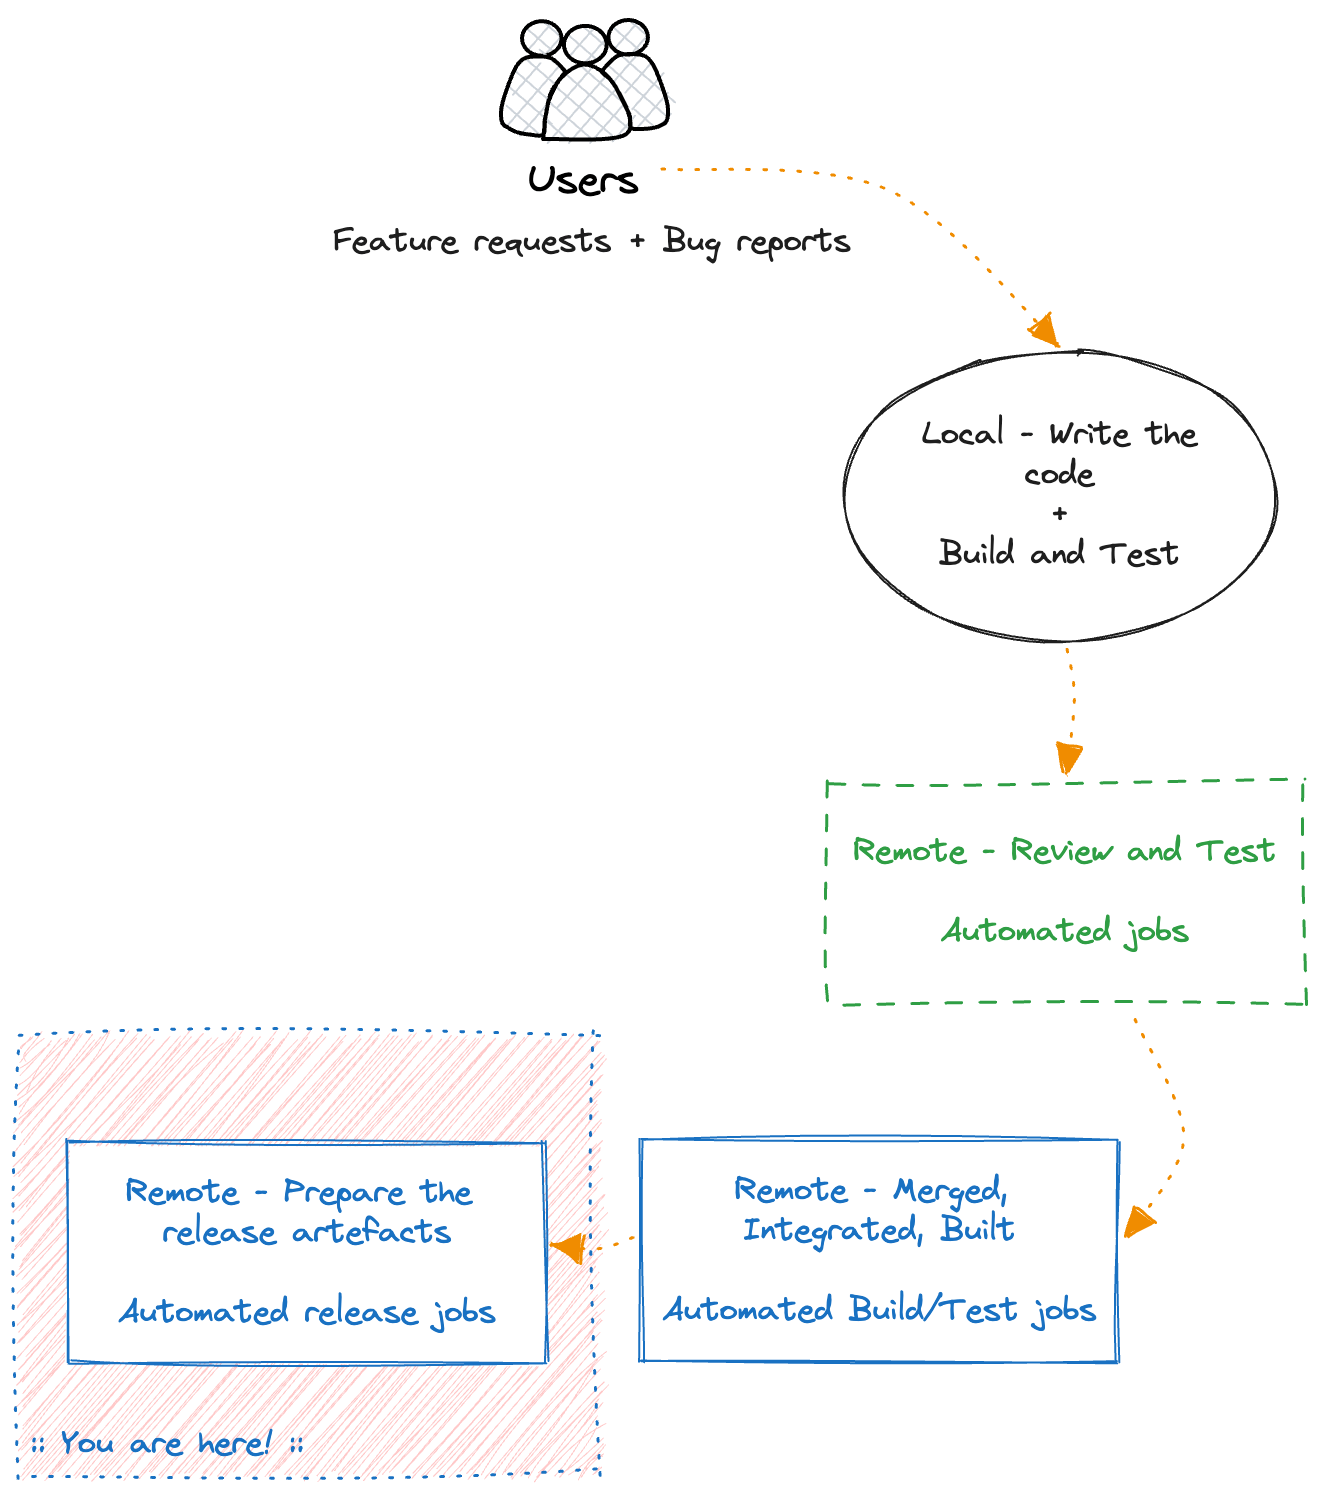 Users
Feature requests + Bug reports
Local - Write the
code
+
Build and Test
Remote - Review and Test
Automated jobs
Remote - Prepare the
release artefacts
Automated release jobs
:: You are here! ::
Remote - Merged,
Integrated, Built
Automated Build/Test jobs